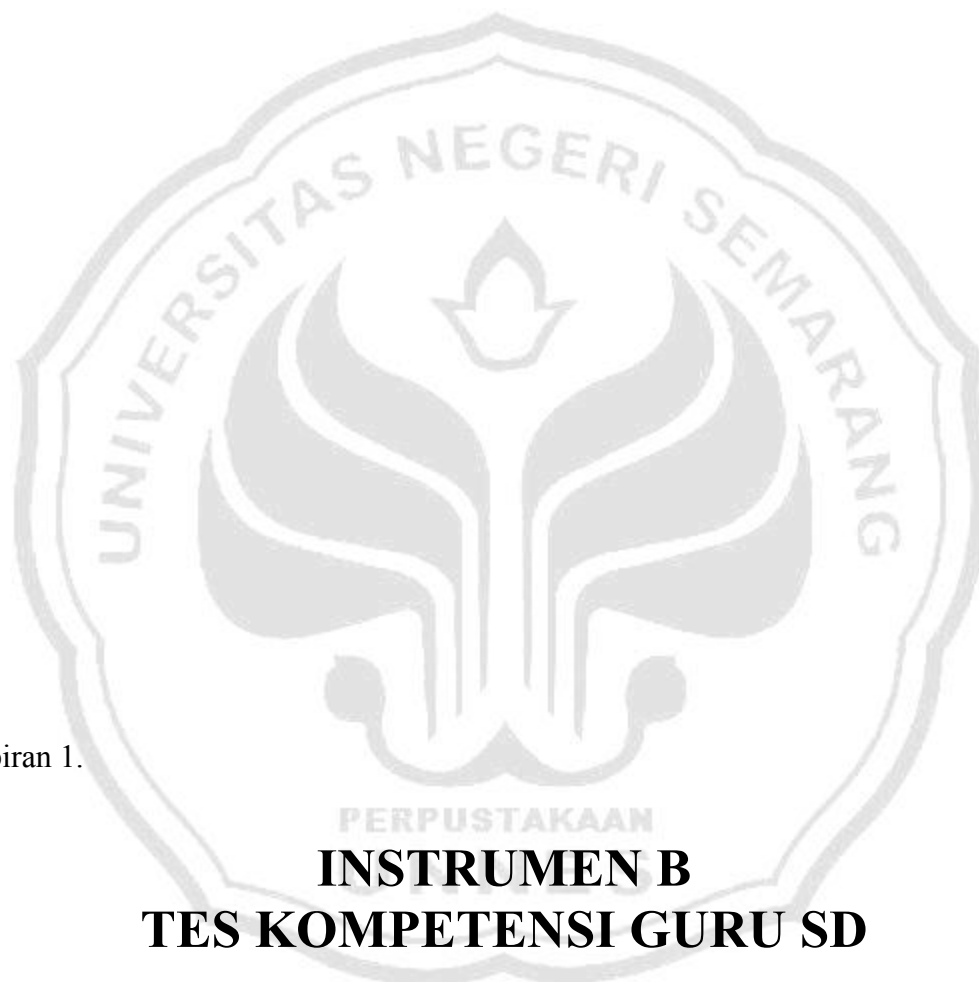 UNIVERSITAS NEGERI SEMARANG
piran 1.
PERPUSTAKAAN
INSTRUMEN B
TES KOMPETENSI GURU SD